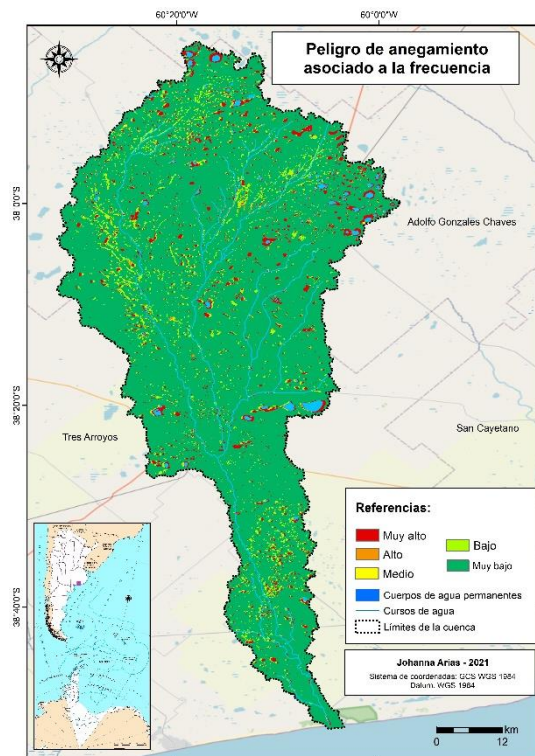 60°20'0"W
60°0'0"W
Peligro de anegamiento
asociado a la frecuencia
38°0'0"S
Adolfo Gonzales Chaves
38°20'0"S
Tres Arroyos
San Cayetano
38°40'0"S
Referencias:
Muy alto
Alto
Medio
Bajo
Muy bajo
Cuerpos de agua permanentes
Cursos de agua
Límites de la cuenca
Johanna Arias - 2021
Sistema de coordenadas: GCS WGS 1984
Datum: WGS 1984
0
12
km